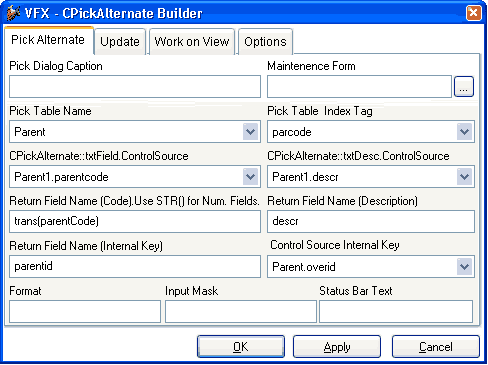 VFX - CPickAlternate Builder
Pick Alternate Update Work on View Options
Pick Dialog Caption Maintenence Form
...
Pick Table Name Pick Table Index Tag
Parent parcode
CPickAlternate::txtField.ControlSource CPickAlternate::txtDesc.ControlSource
Parent1.parentcode Parent1.descr
Return Field Name (Code).Use STR() for Num. Fields. Return Field Name (Description)
trans(parentCode) descr
Return Field Name (Internal Key) Control Source Internal Key
parentid Parent.overid
Format Input Mask Status Bar Text
OK Apply Cancel